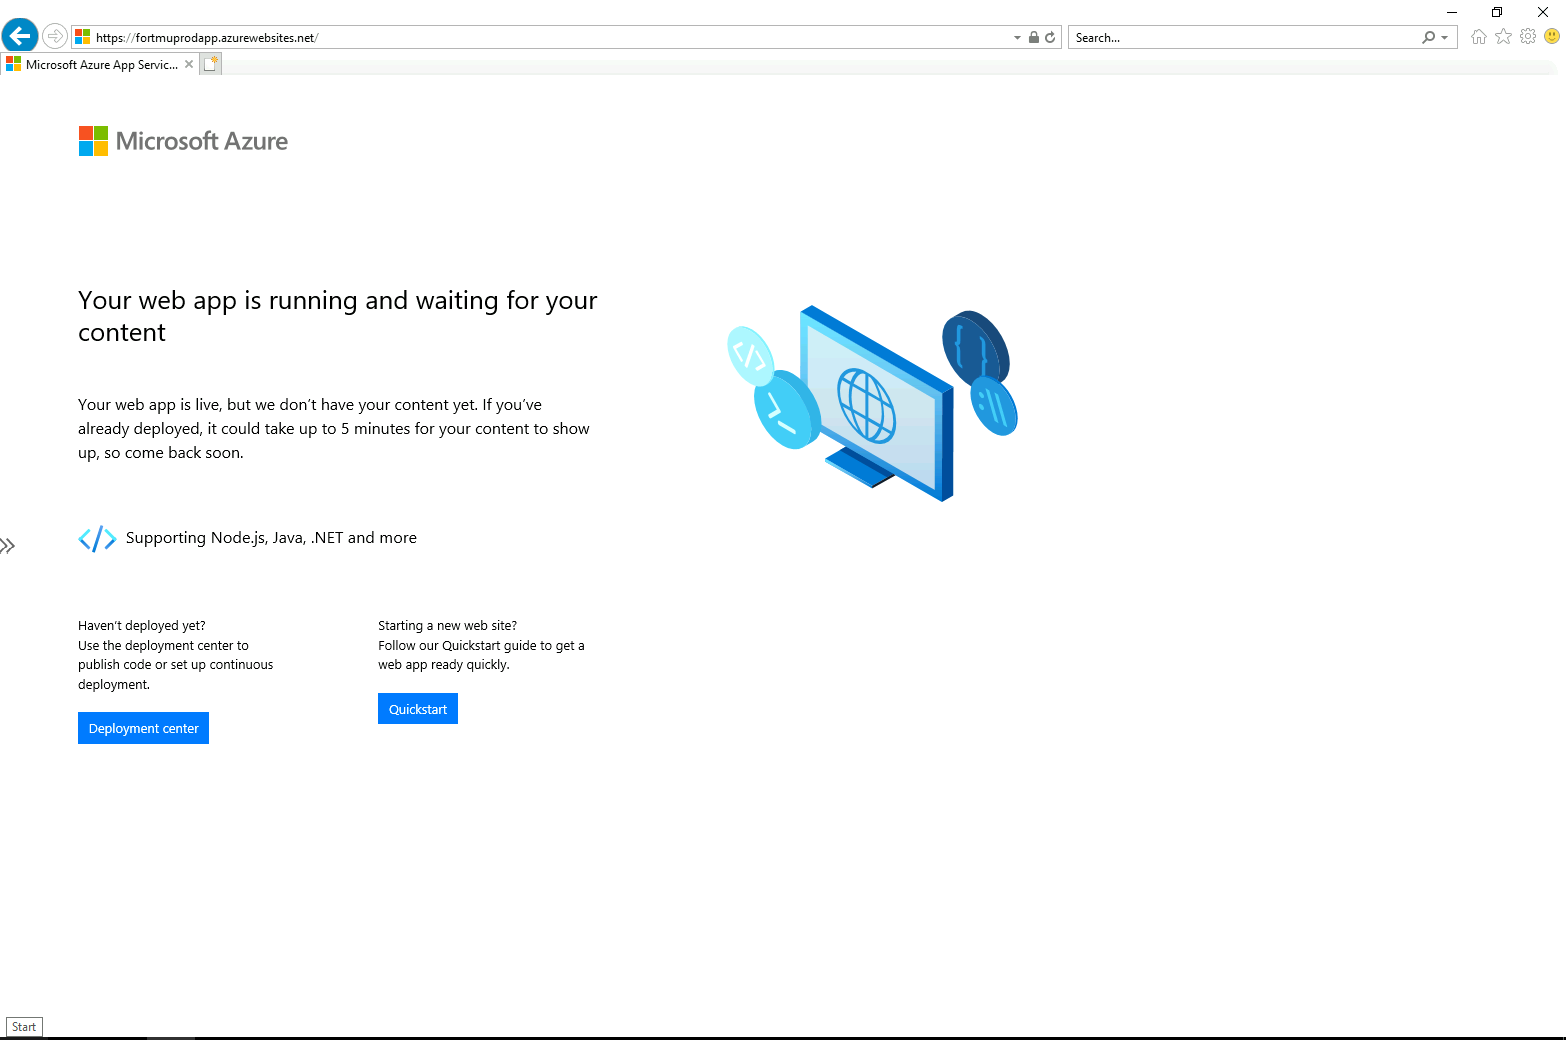 https://fortmuprodapp.azurewebsites.net/
Search...
Microsoft Azure App Servic...
Microsoft Azure
Your web app is running and waiting for your
content
Your web app is live, but we don’t have your content yet. If you’ve
already deployed, it could take up to 5 minutes for your content to show
up, so come back soon.
Supporting Node.js, Java, .NET and more
Haven’t deployed yet?
Use the deployment center to
publish code or set up continuous
deployment.
Deployment center
Starting a new web site?
Follow our Quickstart guide to get a
web app ready quickly.
Quickstart
Start